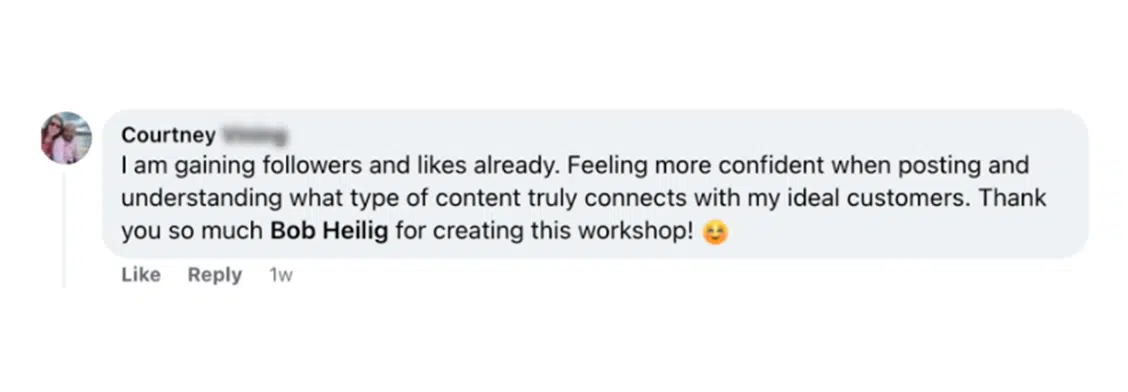 Courtney
I am gaining followers and likes already. Feeling more confident when posting and
understanding what type of content truly connects with my ideal customers. Thank
you so much Bob Heilig for creating this workshop! 😊
Like Reply 1w